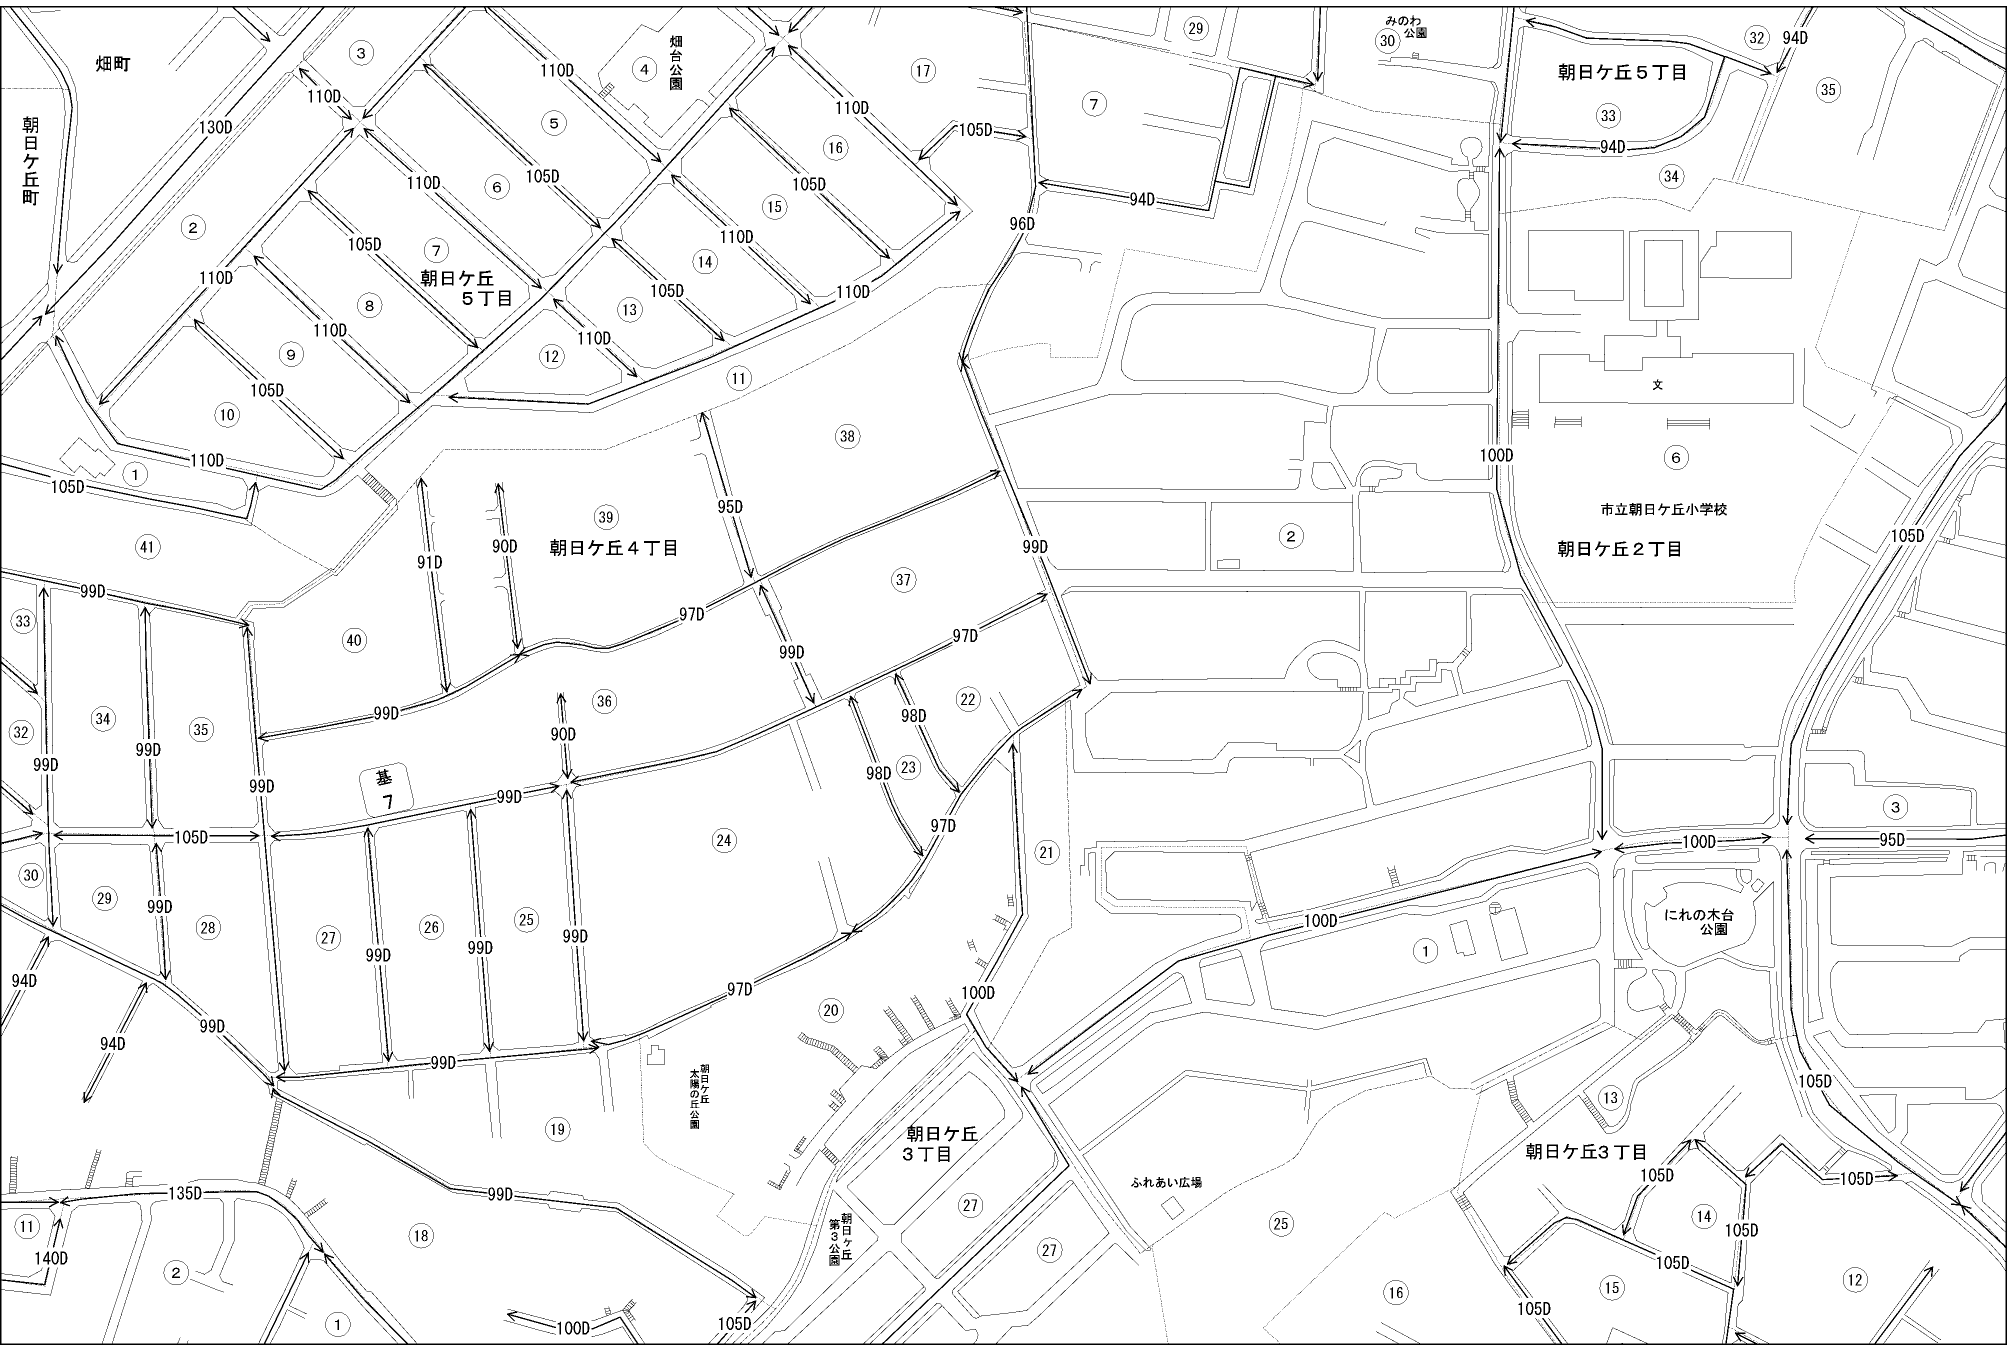 みのわ
公園
29
30
32
94D
3
畑町
畑台公園
4
110D
17
朝日ケ丘5丁目
35
110D
7
110D
130D
5
33
105D
94D
16
朝日ケ丘町
105D
110D
6
105D
34
94D
15
2
96D
105D
7
110D
14
朝日ケ丘
5丁目
110D
105D
110D
8
13
110D
110D
9
12
11
文
105D
10
38
100D
6
110D
1
105D
95D
市立朝日ケ丘小学校
39
2
105D
41
朝日ケ丘4丁目
90D
99D
朝日ケ丘2丁目
91D
37
99D
33
97D
97D
40
99D
36
22
34
99D
98D
35
32
90D
99D
99D
98D
23
基
7
99D
99D
3
97D
105D
24
100D
95D
21
30
29
99D
25
100D
にれの木台
公園
28
27
26
99D
99D
1
99D
94D
97D
100D
20
99D
94D
99D
朝日ケ丘
太陽の丘公園
105D
13
19
朝日ケ丘
3丁目
朝日ケ丘3丁目
105D
105D
ふれあい広場
135D
99D
27
14
11
18
朝日ケ丘
第3公園
25
105D
27
140D
105D
2
12
15
16
105D
1
100D
105D